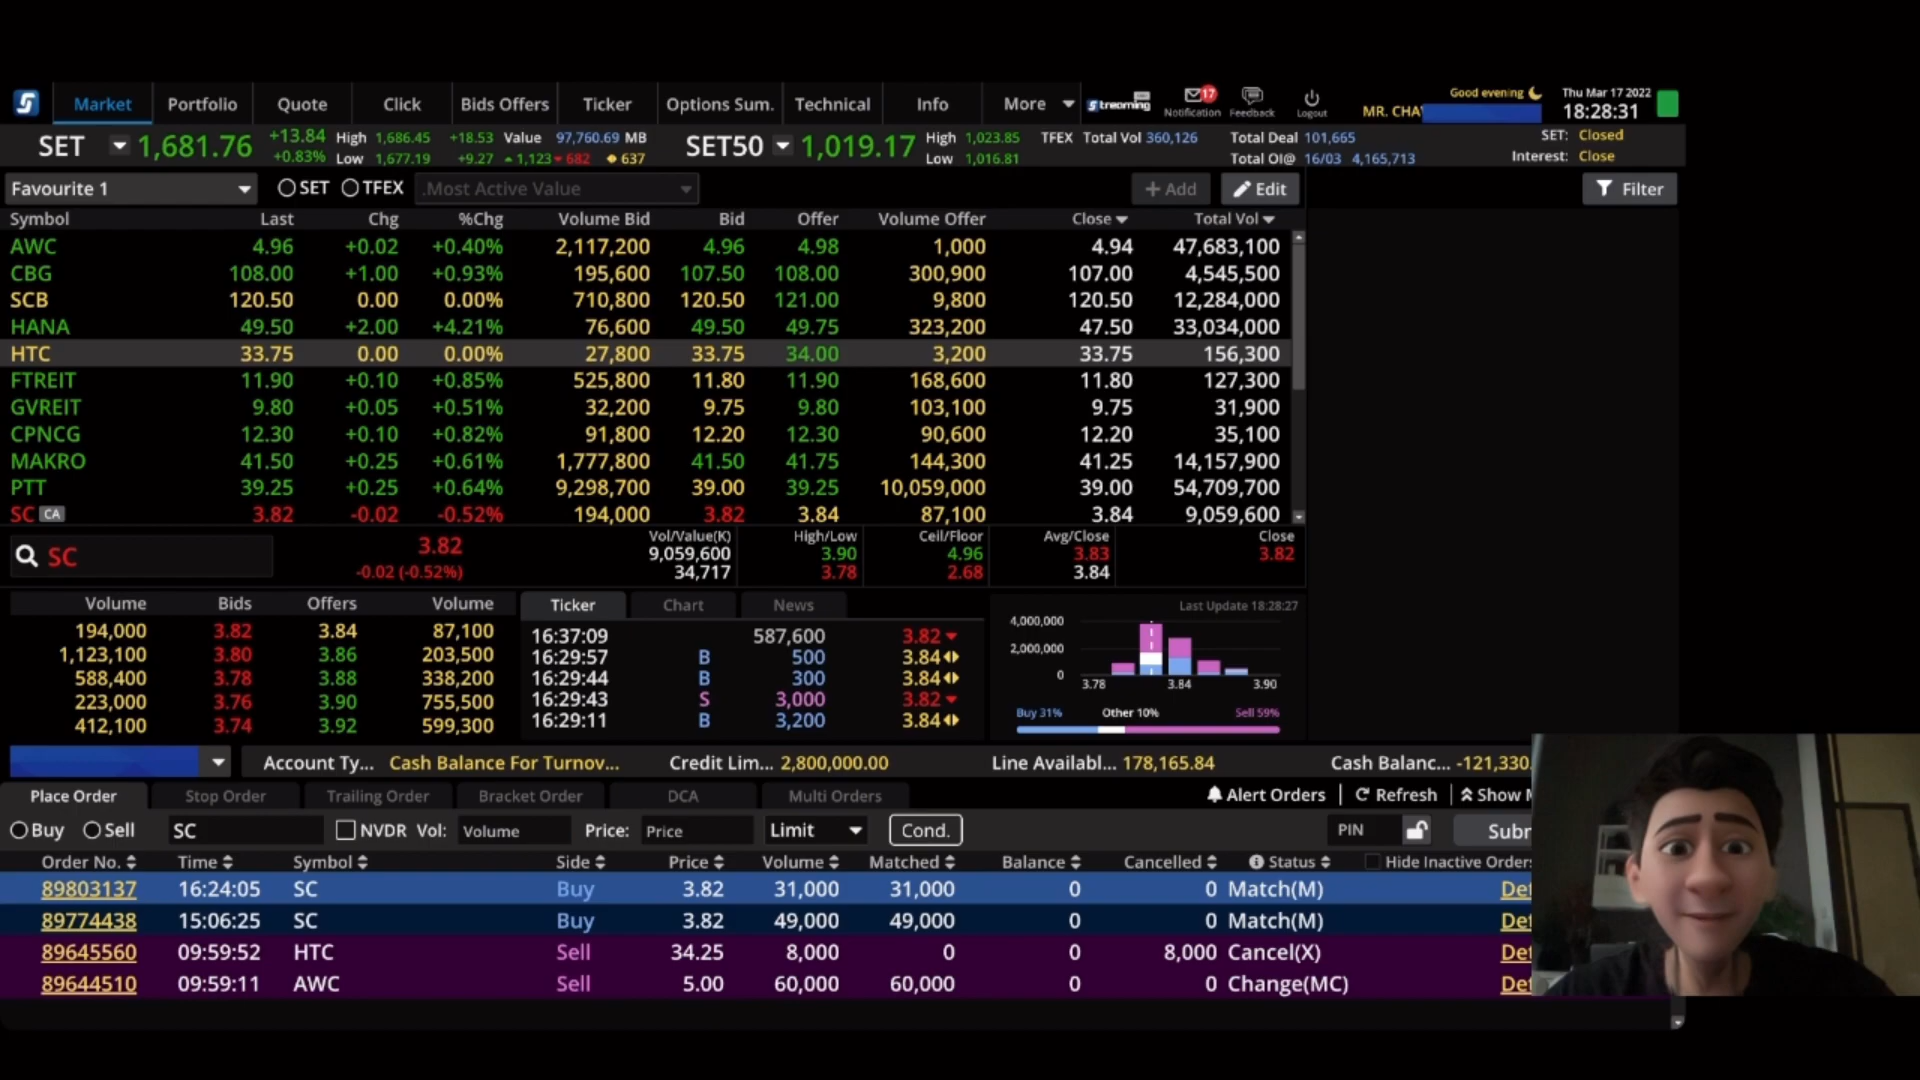 Market Portfolio Quote Click Bids Offers Ticker Options Sum. Technical Info More Streaming Notification 17 Feedback Logout Good evening MR. CHA Thu Mar 17 2022 18:28:31
SET 1,681.76 +13.84 +0.83% High 1,686.45 +18.53 Value 97,760.69 MB SET50 1,019.17 High 1,023.85 TFEX Total Vol 360,126 Total Deal 101,665 SET: Closed
Low 1,677.19 +9.27 1,123 682 637 Low 1,016.81 Total OI@ 16/03 4,165,713 Interest: Close
Favourite 1 SET TFEX .Most Active Value + Add Edit Filter
Symbol Last Chg %Chg Volume Bid Bid Offer Volume Offer Close Total Vol
AWC 4.96 +0.02 +0.40% 2,117,200 4.96 4.98 1,000 4.94 47,683,100
CBG 108.00 +1.00 +0.93% 195,600 107.50 108.00 300,900 107.00 4,545,500
SCB 120.50 0.00 0.00% 710,800 120.50 121.00 9,800 120.50 12,284,000
HANA 49.50 +2.00 +4.21% 76,600 49.50 49.75 323,200 47.50 33,034,000
HTC 33.75 0.00 0.00% 27,800 33.75 34.00 3,200 33.75 156,300
FTREIT 11.90 +0.10 +0.85% 525,800 11.80 11.90 168,600 11.80 127,300
GVREIT 9.80 +0.05 +0.51% 32,200 9.75 9.80 103,100 9.75 31,900
CPNCG 12.30 +0.10 +0.82% 91,800 12.20 12.30 90,600 12.20 35,100
MAKRO 41.50 +0.25 +0.61% 1,777,800 41.50 41.75 144,300 41.25 14,157,900
PTT 39.25 +0.25 +0.64% 9,298,700 39.00 39.25 10,059,000 39.00 54,709,700
SC CA 3.82 -0.02 -0.52% 194,000 3.82 3.84 87,100 3.84 9,059,600
SC 3.82 Vol/Value(K) High/Low Ceil/Floor Avg/Close Close
9,059,600 3.90 4.96 3.83 3.82
-0.02 (-0.52%) 34,717 3.78 2.68 3.84
Volume Bids Offers Volume Ticker Chart News Last Update 18:28:27
194,000 3.82 3.84 87,100 16:37:09 587,600 3.82
1,123,100 3.80 3.86 203,500 16:29:57 B 500 3.84
588,400 3.78 3.88 338,200 16:29:44 B 300 3.84
223,000 3.76 3.90 755,500 16:29:43 S 3,000 3.82
412,100 3.74 3.92 599,300 16:29:11 B 3,200 3.84
4,000,000
2,000,000
0
3.78 3.84 3.90
Buy 31% Other 10% Sell 59%
Account Ty... Cash Balance For Turnov... Credit Lim... 2,800,000.00 Line Availabl... 178,165.84 Cash Balanc... -121,330.
Place Order Stop Order Trailing Order Bracket Order DCA Multi Orders Alert Orders Refresh Show
Buy Sell SC NVDR Vol: Volume Price: Price Limit Cond. PIN
Order No. Time Symbol Side Price Volume Matched Balance Cancelled Status Hide Inactive Orders
89803137 16:24:05 SC Buy 3.82 31,000 31,000 0 0 Match(M)
89774438 15:06:25 SC Buy 3.82 49,000 49,000 0 0 Match(M)
89645560 09:59:52 HTC Sell 34.25 8,000 0 0 8,000 Cancel(X)
89644510 09:59:11 AWC Sell 5.00 60,000 60,000 0 0 Change(MC)